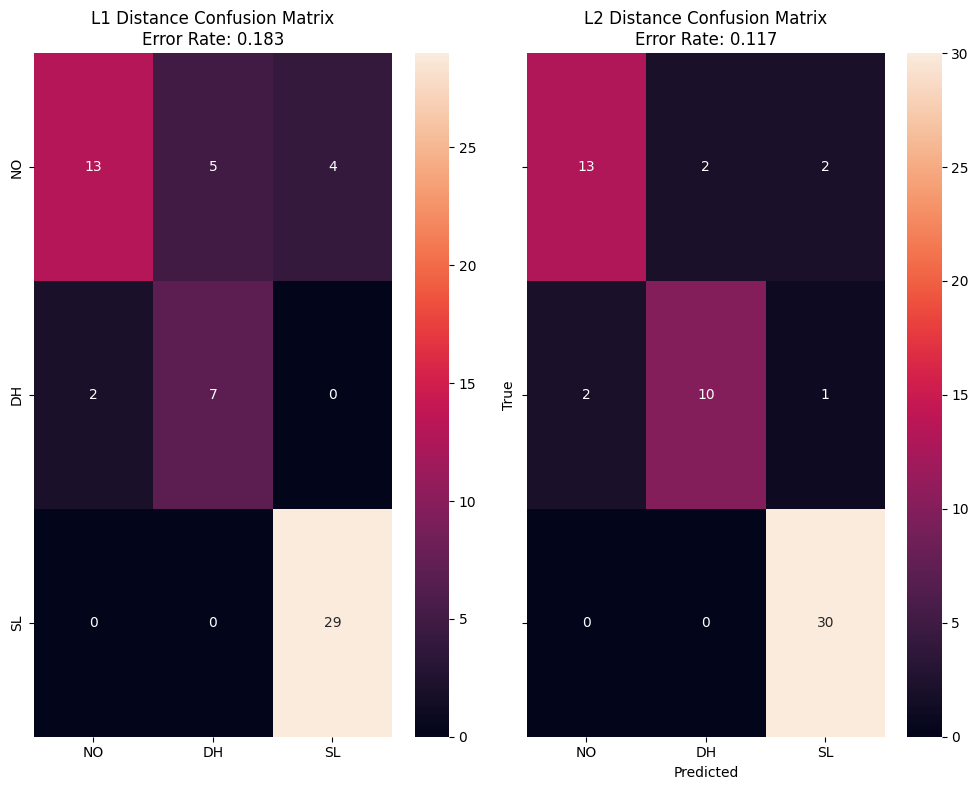 L1 Distance Confusion Matrix
Error Rate: 0.183
NO
13 5 4
DH
2 7 0
SL
0 0 29
NO DH SL
25
20
15
10
5
0
L2 Distance Confusion Matrix
Error Rate: 0.117
True
13 2 2
2 10 1
0 0 30
NO DH SL
Predicted
30
25
20
15
10
5
0